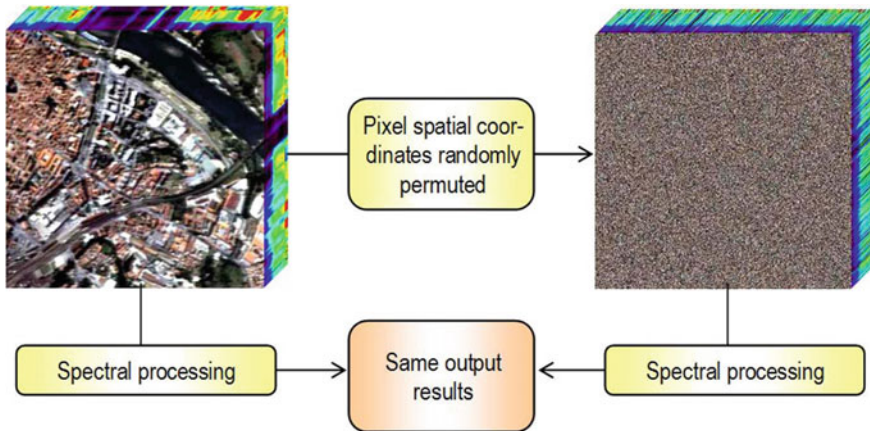 Pixel spatial coor-
dinates randomly
permuted
Spectral processing
Same output
results
Spectral processing